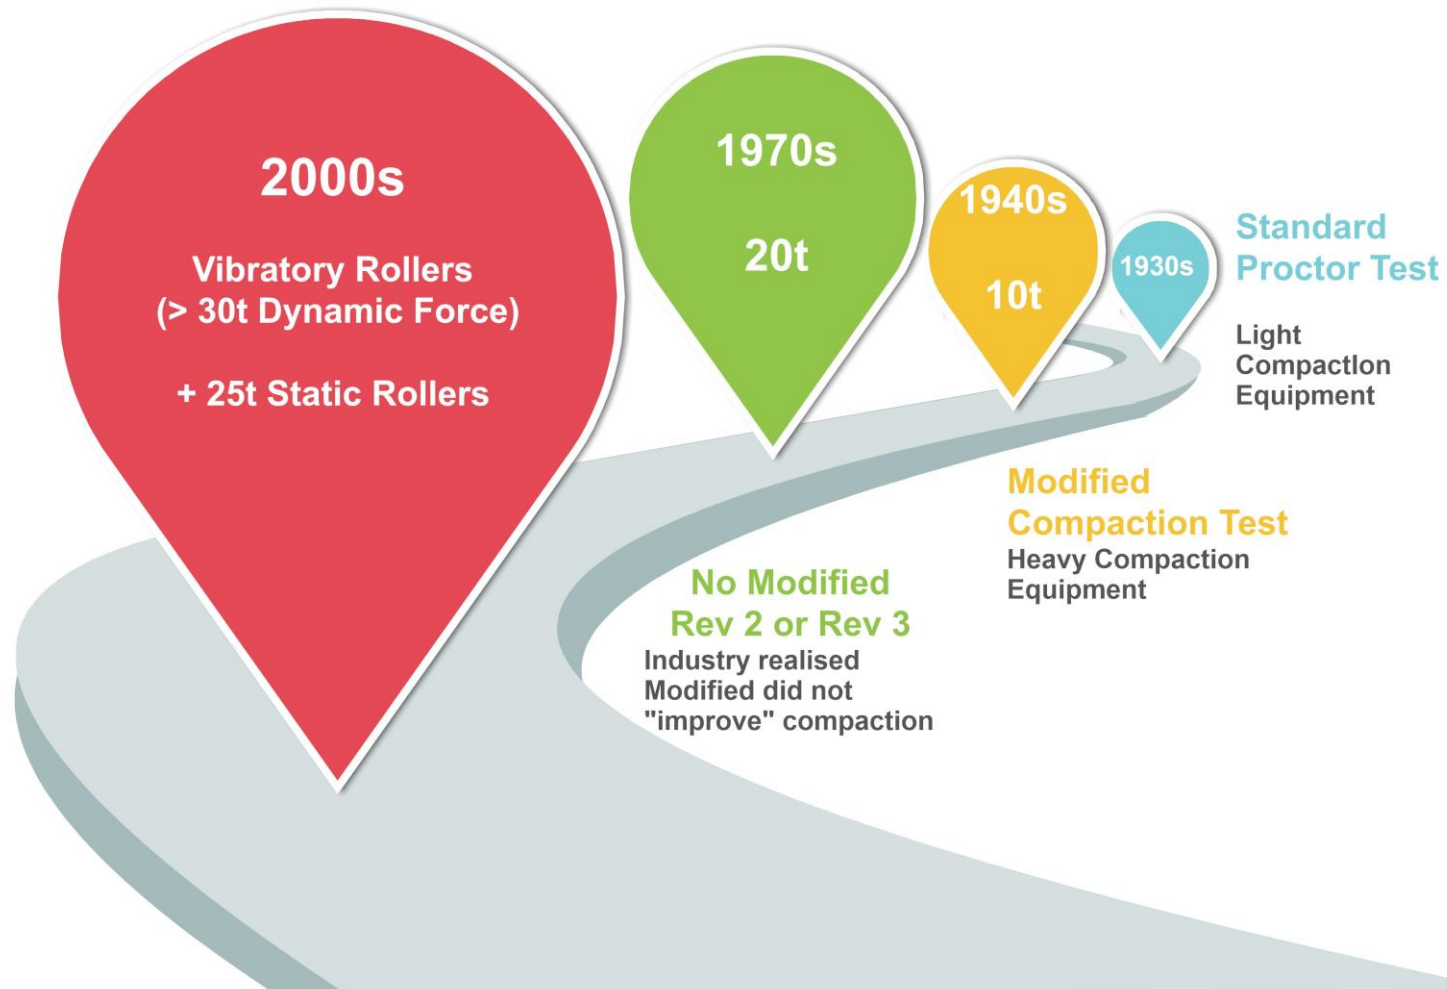 2000s
Vibratory Rollers
(> 30t Dynamic Force)
+ 25t Static Rollers
1970s
20t
1940s
10t
1930s
Standard
Proctor Test
Light
CompactIon
Equipment
Modified
Compaction Test
Heavy Compaction
Equipment
No Modified
Rev 2 or Rev 3
Industry realised
Modified did not
"improve" compaction